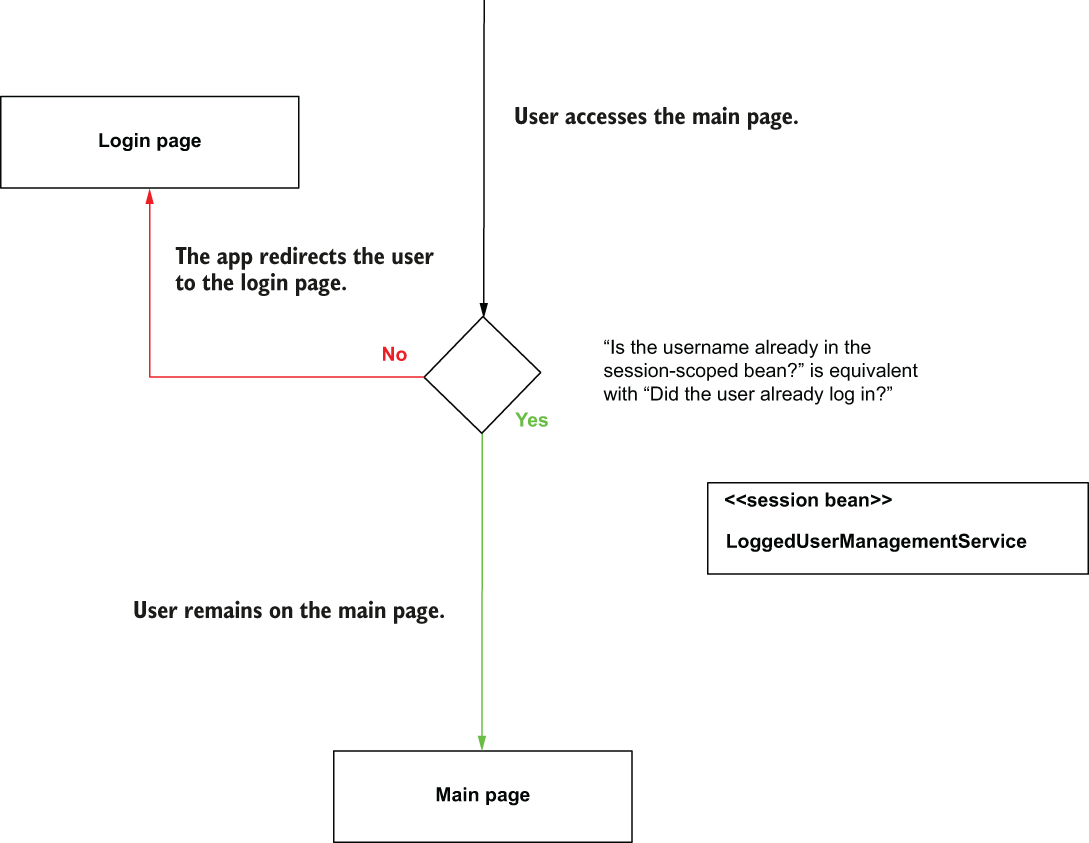 User accesses the main page.
Login page
The app redirects the user
to the login page.
No
“Is the username already in the
session-scoped bean?” is equivalent
with “Did the user already log in?”
Yes
<<session bean>>
LoggedUserManagementService
User remains on the main page.
Main page